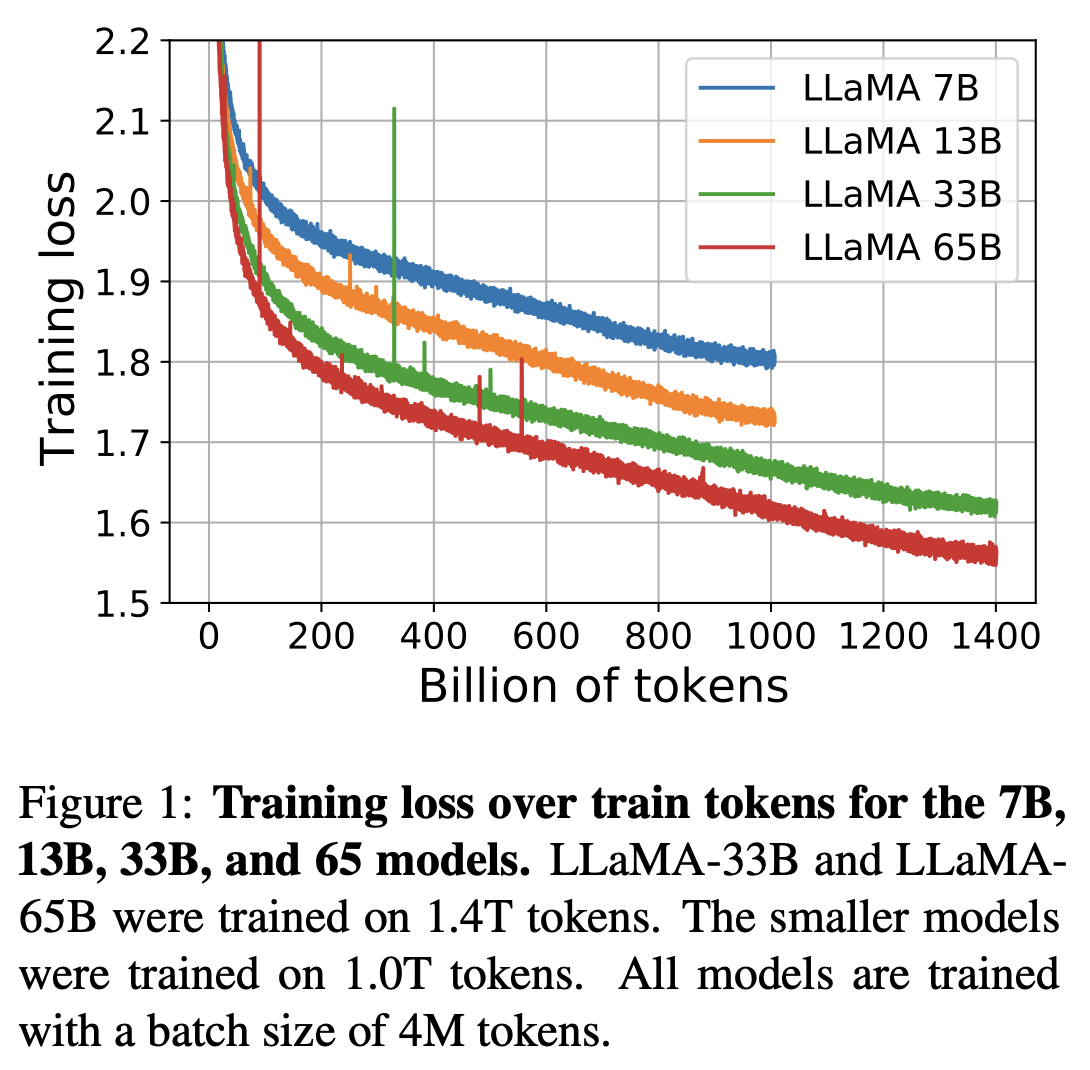 2.2
2.1
2.0
1.9
1.8
1.7
1.6
1.5
Training loss
LLaMA 7B
LLaMA 13B
LLaMA 33B
LLaMA 65B
0 200 400 600 800 1000 1200 1400
Billion of tokens
Figure 1: Training loss over train tokens for the 7B,
13B, 33B, and 65 models. LLaMA-33B and LLaMA-
65B were trained on 1.4T tokens. The smaller models
were trained on 1.0T tokens. All models are trained
with a batch size of 4M tokens.